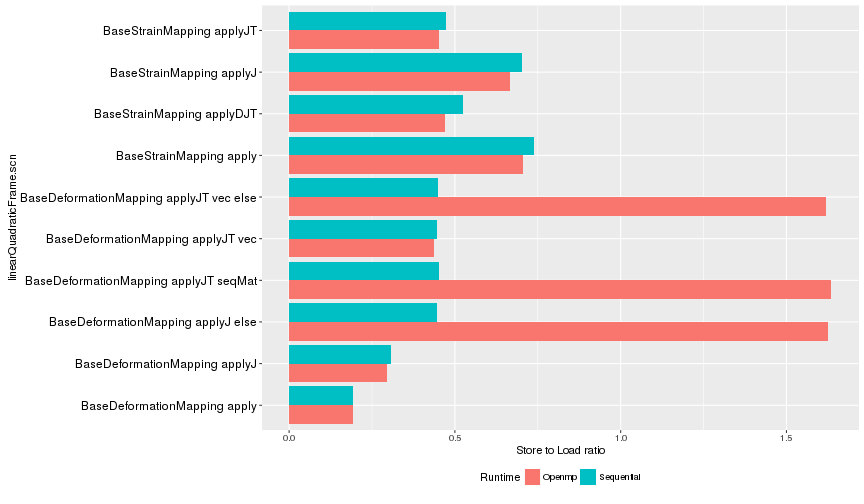 linearQuadraticFrame.scn
BaseStrainMapping applyJT
BaseStrainMapping applyJ
BaseStrainMapping applyDJT
BaseStrainMapping apply
BaseDeformationMapping applyJT vec else
BaseDeformationMapping applyJT vec
BaseDeformationMapping applyJT seqMat
BaseDeformationMapping applyJ else
BaseDeformationMapping applyJ
BaseDeformationMapping apply
0.0 0.5 1.0 1.5
Store to Load ratio
Runtime Openmp Sequential